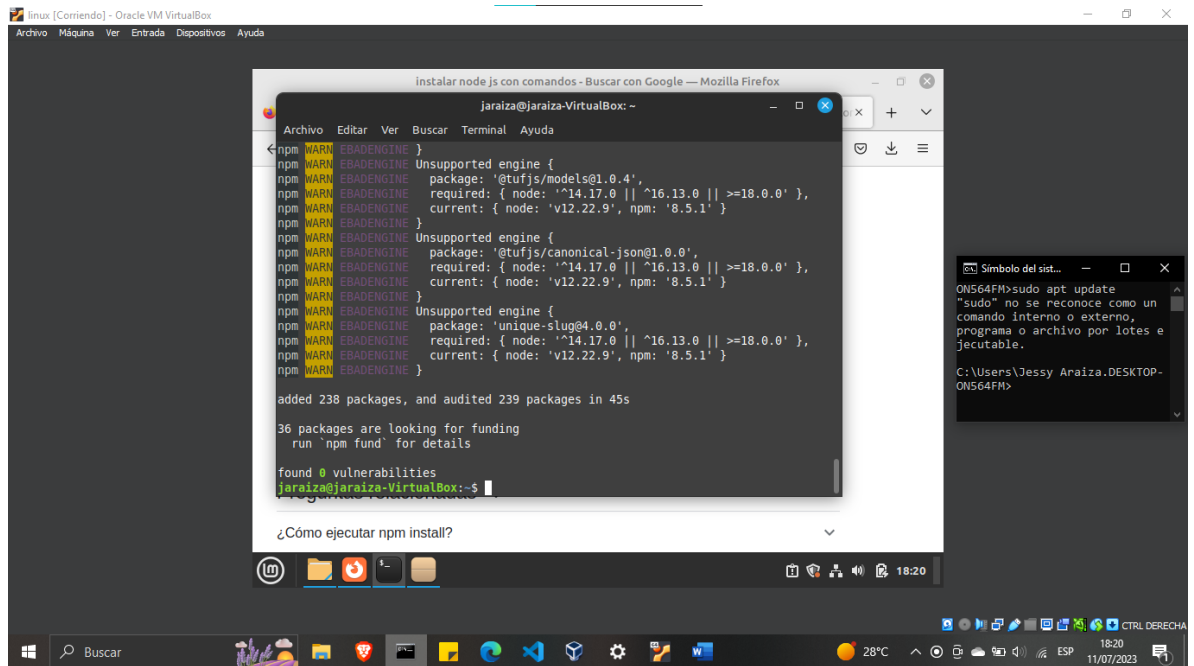 linux [Corriendo] - Oracle VM VirtualBox
Archivo Máquina Ver Entrada Dispositivos Ayuda
instalar node js con comandos - Buscar con Google — Mozilla Firefox
jaraiza@jaraiza-VirtualBox: ~
Archivo Editar Ver Buscar Terminal Ayuda
npm WARN EBADENGINE }
npm WARN EBADENGINE Unsupported engine {
npm WARN EBADENGINE   package: '@tufjs/models@1.0.4',
npm WARN EBADENGINE   required: { node: '^14.17.0 || ^16.13.0 || >=18.0.0' },
npm WARN EBADENGINE   current: { node: 'v12.22.9', npm: '8.5.1' }
npm WARN EBADENGINE }
npm WARN EBADENGINE Unsupported engine {
npm WARN EBADENGINE   package: '@tufjs/canonical-json@1.0.0',
npm WARN EBADENGINE   required: { node: '^14.17.0 || ^16.13.0 || >=18.0.0' },
npm WARN EBADENGINE   current: { node: 'v12.22.9', npm: '8.5.1' }
npm WARN EBADENGINE }
npm WARN EBADENGINE Unsupported engine {
npm WARN EBADENGINE   package: 'unique-slug@4.0.0',
npm WARN EBADENGINE   required: { node: '^14.17.0 || ^16.13.0 || >=18.0.0' },
npm WARN EBADENGINE   current: { node: 'v12.22.9', npm: '8.5.1' }
npm WARN EBADENGINE }
added 238 packages, and audited 239 packages in 45s
36 packages are looking for funding
run `npm fund` for details
found 0 vulnerabilities
jaraiza@jaraiza-VirtualBox:~$
¿Cómo ejecutar npm install?
18:20
Símbolo del sist...
ON564FM>sudo apt update
"sudo" no se reconoce como un
comando interno o externo,
programa o archivo por lotes e
jecutable.
C:\Users\Jessy Araiza.DESKTOP-
ON564FM>
CTRL DERECHA
Buscar
28°C
ESP
18:20
11/07/2023